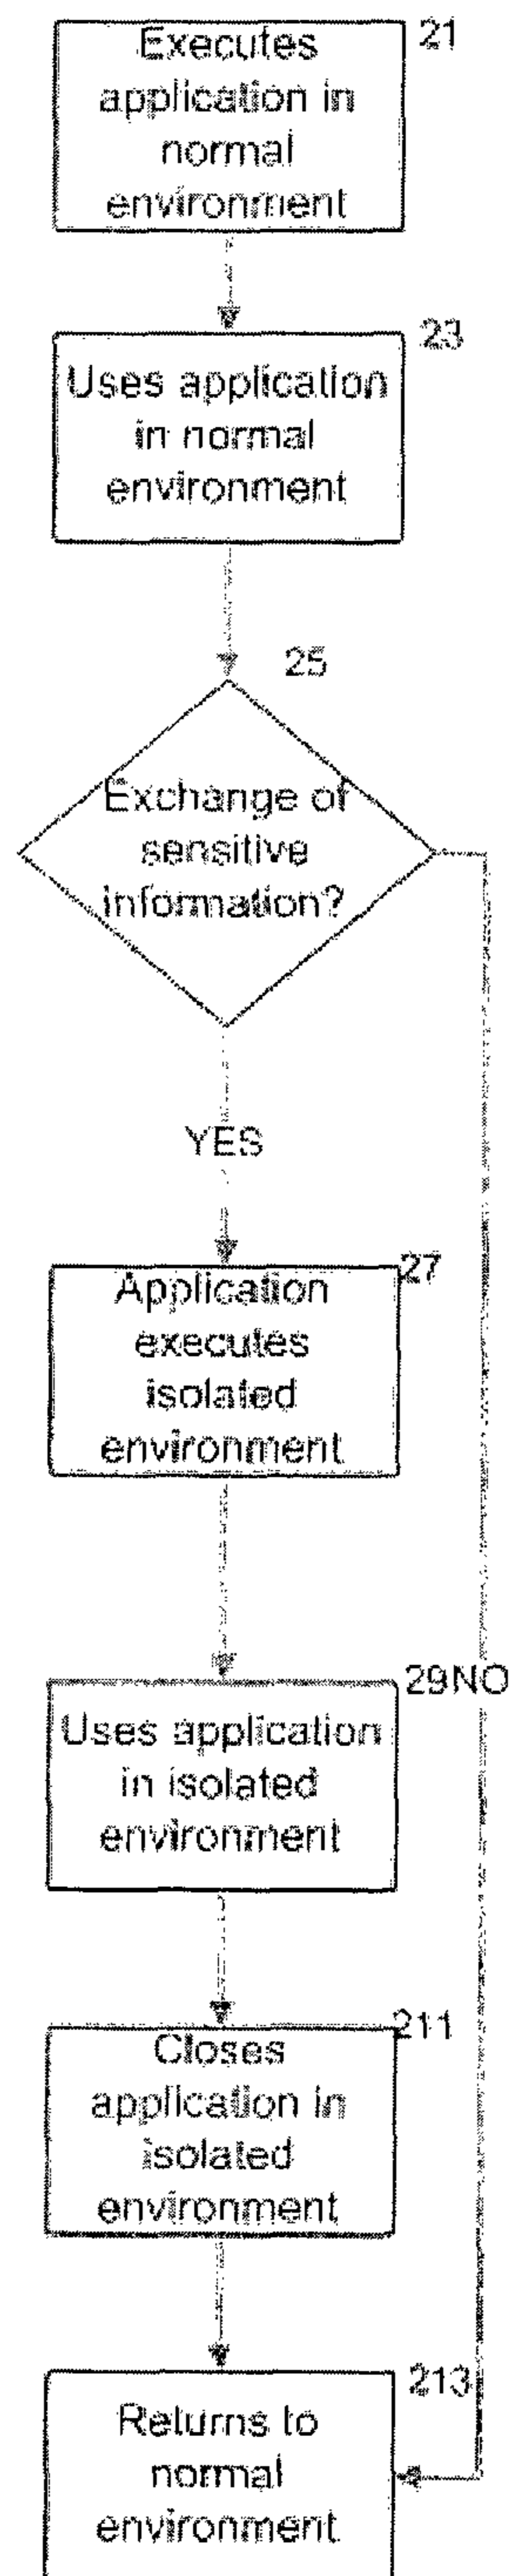 21
Executes
application in
normal
environment
23
Uses application
in normal
environment
25
Exchange of
sensitive
information?
YES
27
Application
executes
isolated
environment
29
NO
Uses application
in isolated
environment
211
Closes
application in
isolated
environment
213
Returns to
normal
environment